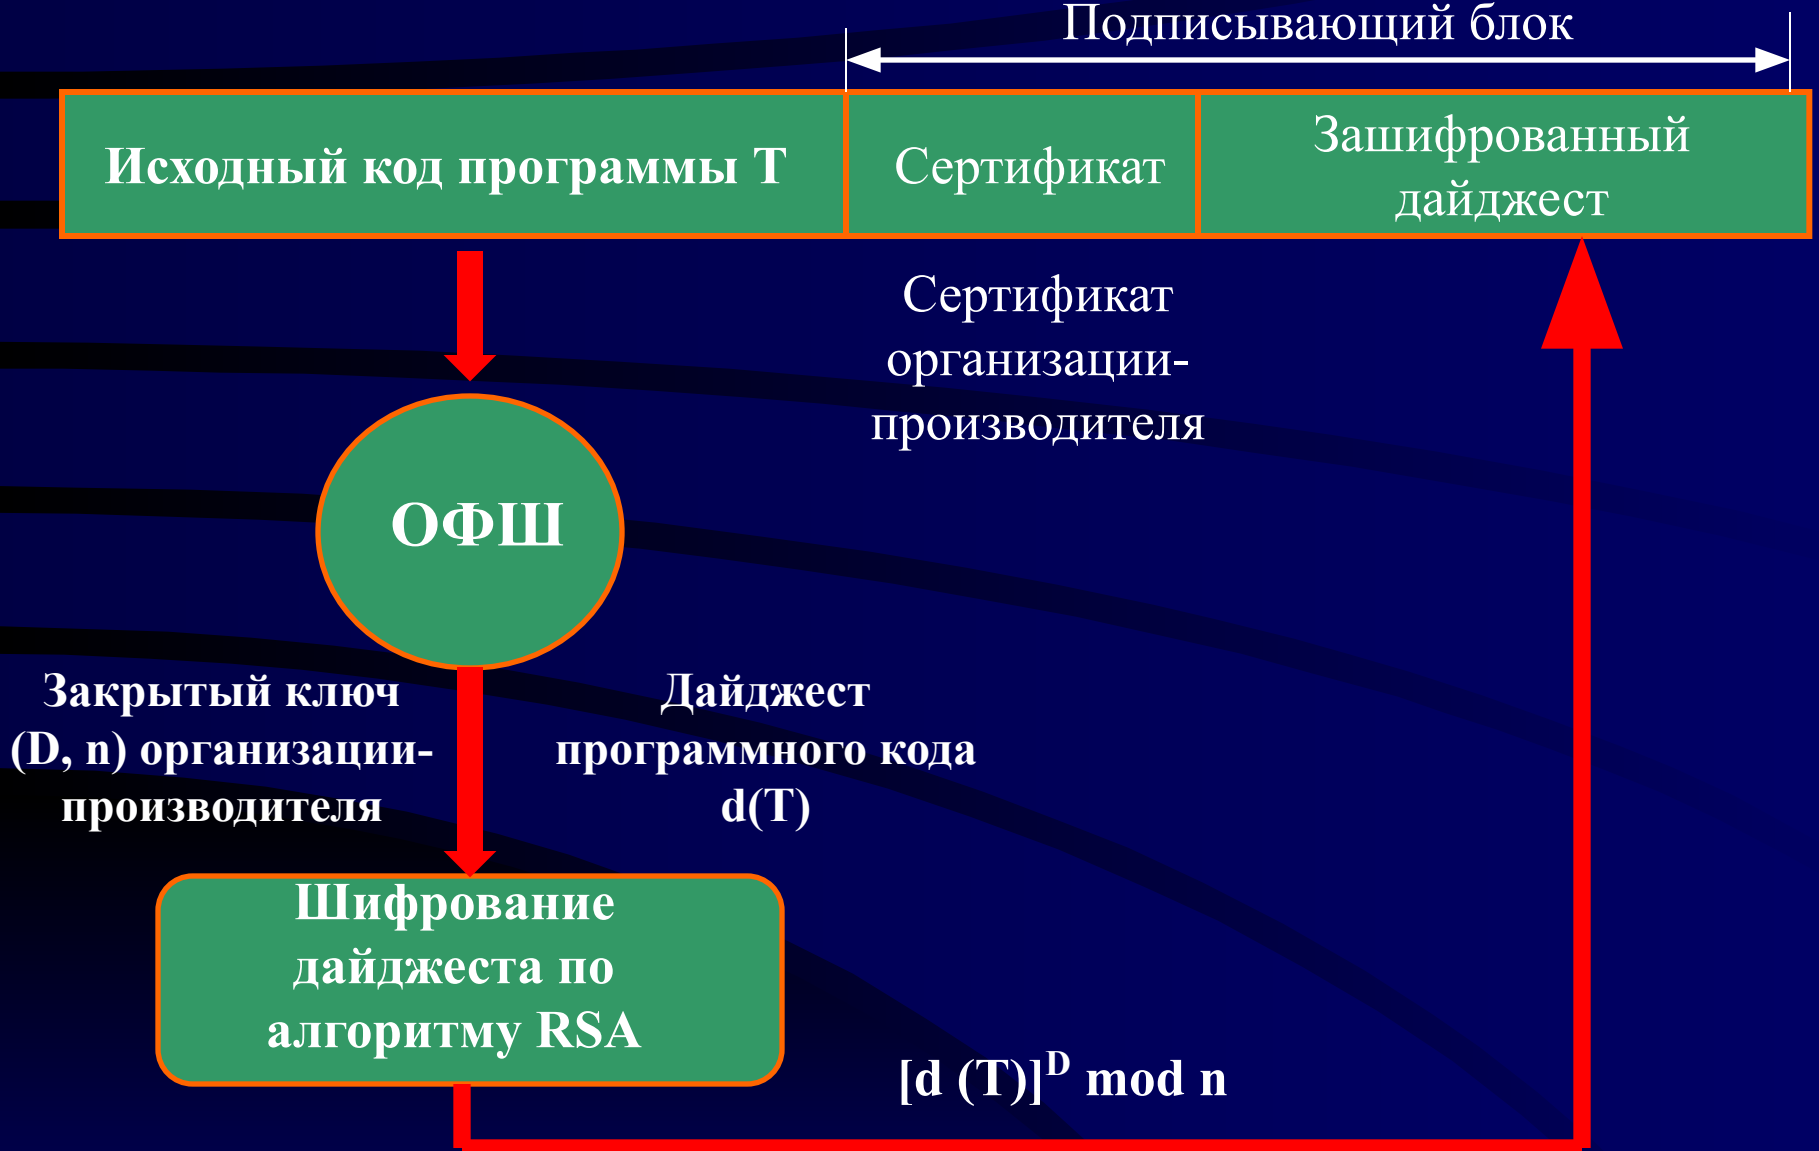 Подписывающий блок
Исходный код программы Т
Сертификат
Зашифрованный
дайджест
Сертификат
организации-
производителя
ОФШ
Закрытый ключ
(D, n) организации-
производителя
Дайджест
программного кода
d(T)
Шифрование
дайджеста по
алгоритму RSA
[d (T)]ᴰ mod n